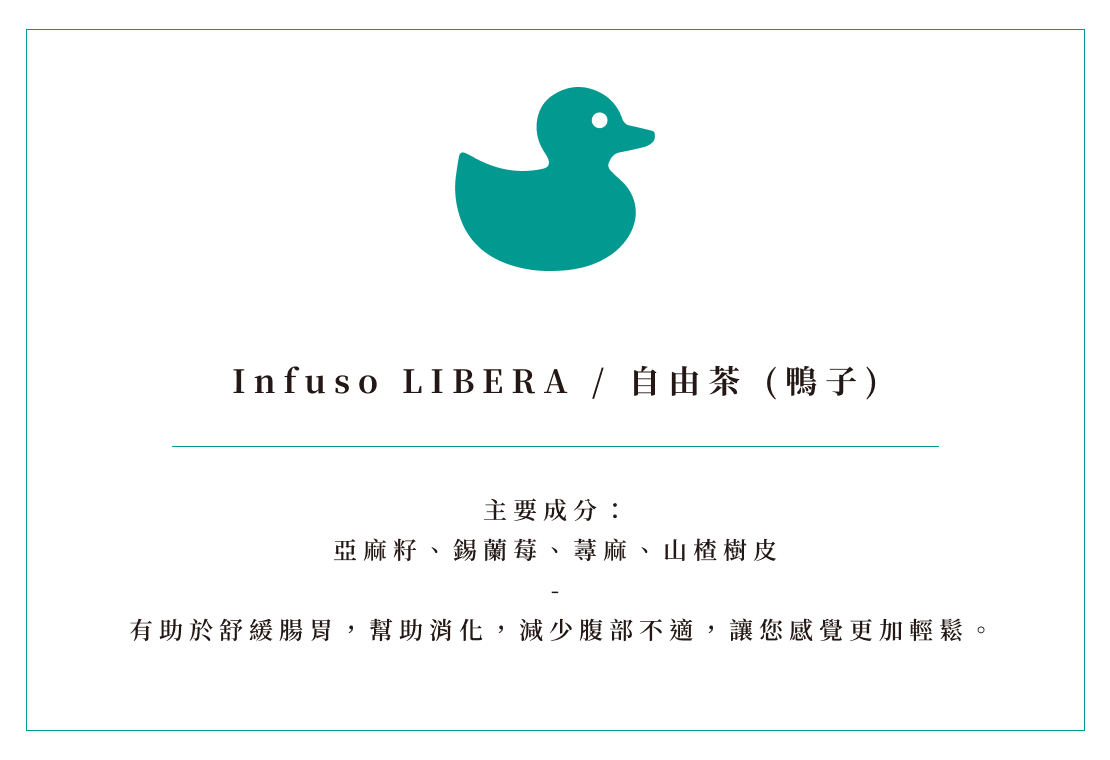 Infuso LIBERA / 自由茶 (鴨子)
主要成分：
亞麻籽、錫蘭莓、蕁麻、山楂樹皮
-
有助於舒緩腸胃，幫助消化，減少腹部不適，讓您感覺更加輕鬆。